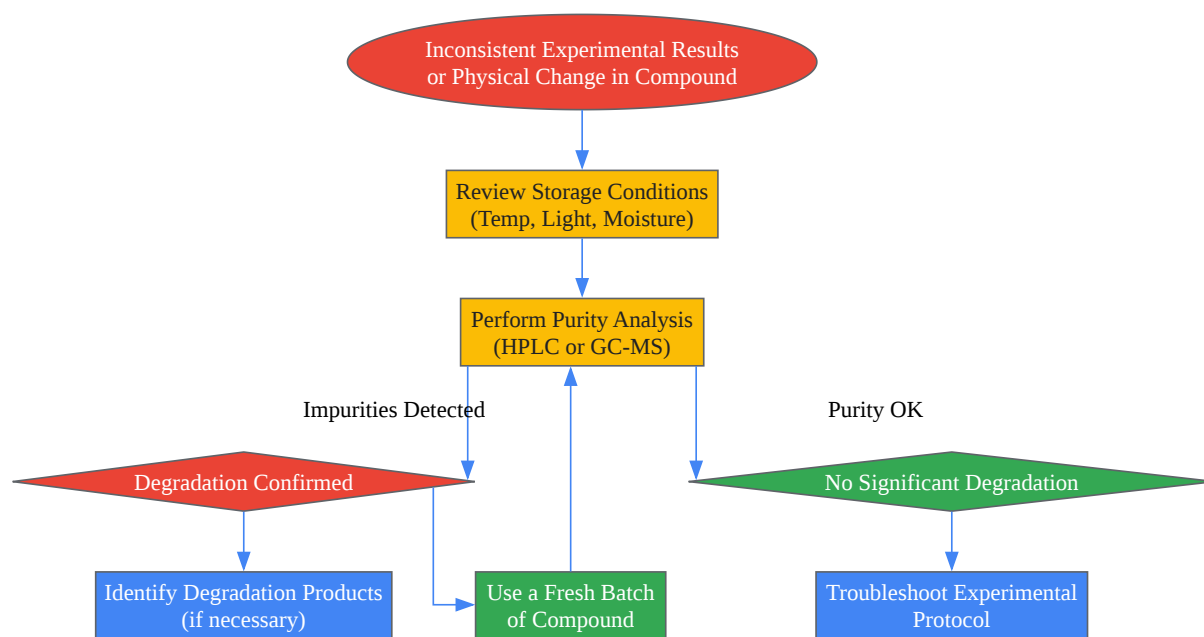 Inconsistent Experimental Results
or Physical Change in Compound
Review Storage Conditions
(Temp, Light, Moisture)
Perform Purity Analysis
(HPLC or GC-MS)
Impurities Detected
Purity OK
Degradation Confirmed
No Significant Degradation
Identify Degradation Products
(if necessary)
Use a Fresh Batch
of Compound
Troubleshoot Experimental
Protocol